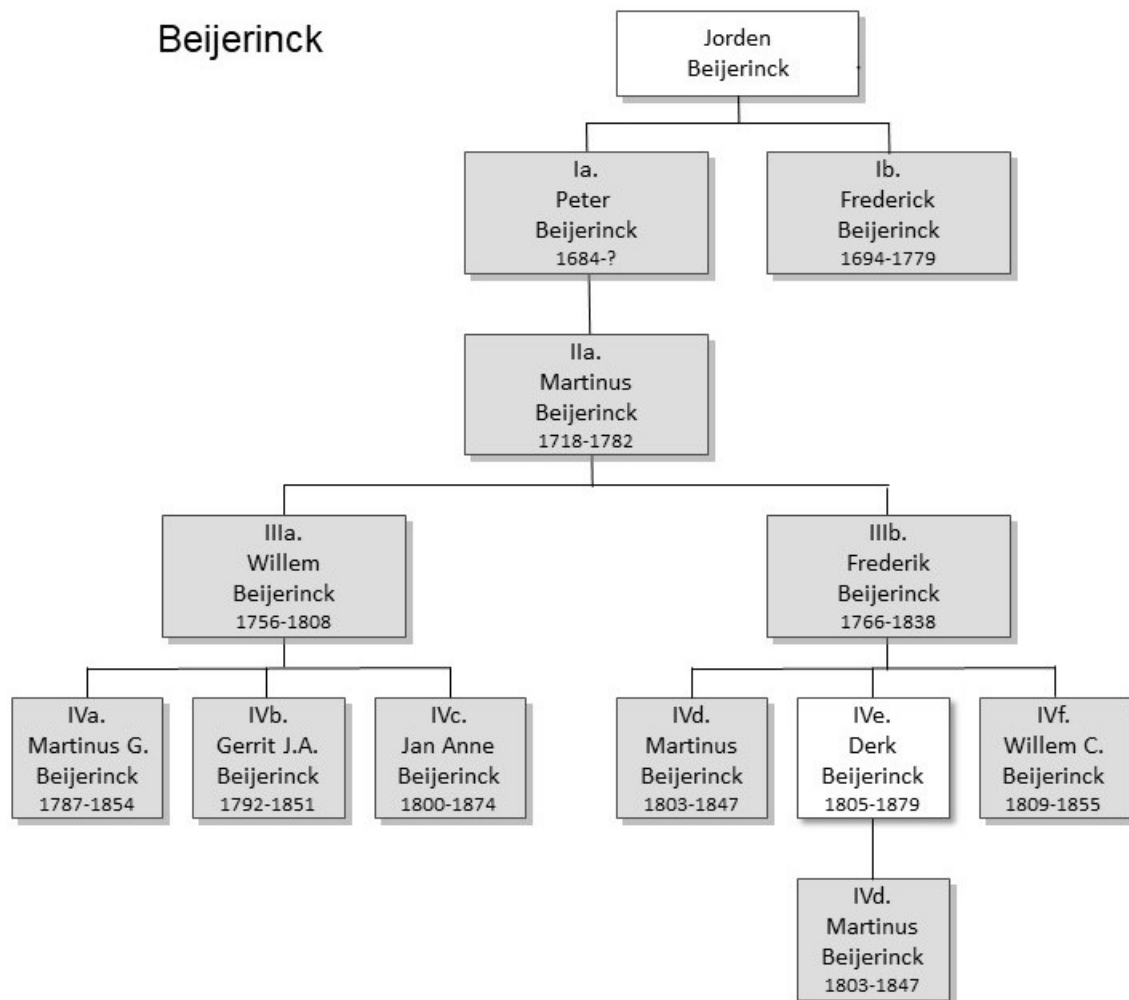 Beijerinck
Jorden
Beijerinck
Ia.
Peter
Beijerinck
1684-?
Ib.
Frederick
Beijerinck
1694-1779
IIa.
Martinus
Beijerinck
1718-1782
IIIa.
Willem
Beijerinck
1756-1808
IIIb.
Frederik
Beijerinck
1766-1838
IVa.
Martinus G.
Beijerinck
1787-1854
IVb.
Gerrit J.A.
Beijerinck
1792-1851
IVc.
Jan Anne
Beijerinck
1800-1874
IVd.
Martinus
Beijerinck
1803-1847
IVe.
Derk
Beijerinck
1805-1879
IVf.
Willem C.
Beijerinck
1809-1855
IVd.
Martinus
Beijerinck
1803-1847